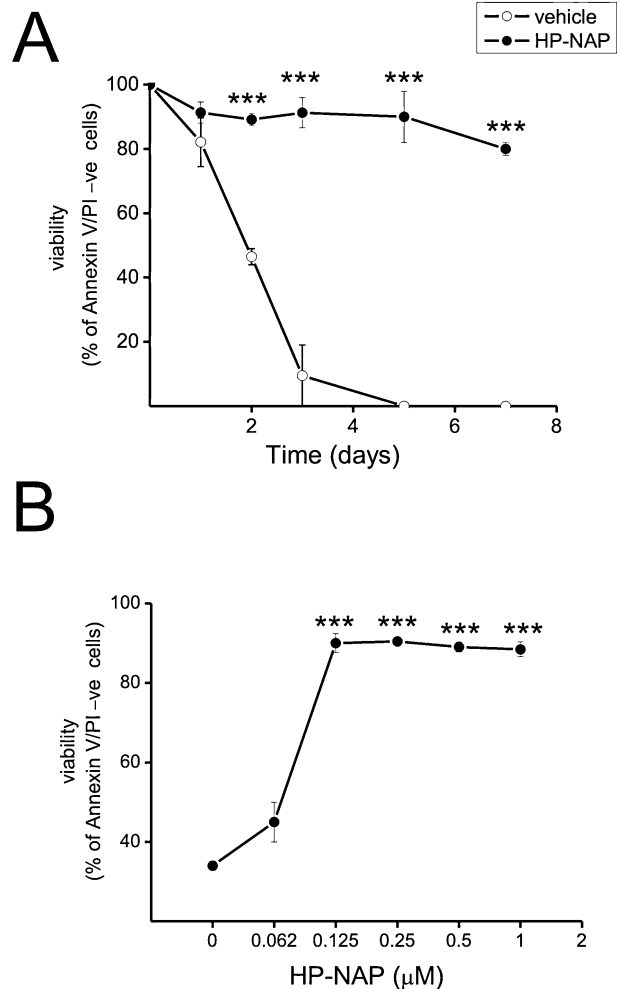 A
vehicle
HP-NAP
100
80
60
40
20
***
***
***
***
viability
(% of Annexin V/PI –ve cells)
2
4
6
8
Time (days)
B
100
80
60
40
***
***
***
***
viability
(% of Annexin V/PI –ve cells)
0
0.062
0.125
0.25
0.5
1
2
HP-NAP (µM)